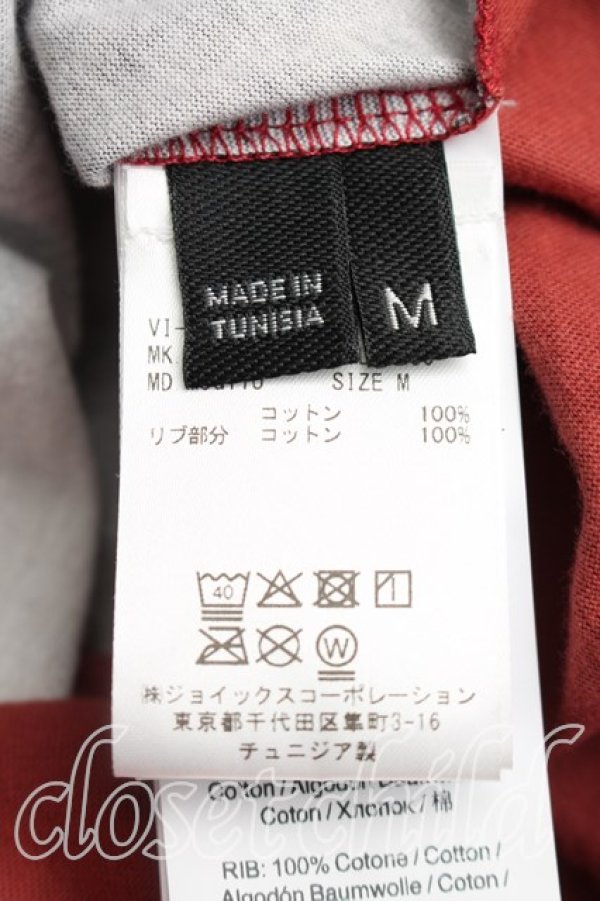 MADE IN
TUNISIA
M
VI-
MK
MD SIZE M
コットン 100%
リブ部分 コットン 100%
40
W
㈱ジョイックスコーポレーション
東京都千代田区隼町3-16
チュニジア製
Cotton / Algodón
Coton / Хлопок / 棉
RIB: 100% Cotone / Cotton /
Algodón Baumwolle / Coton /
closet child